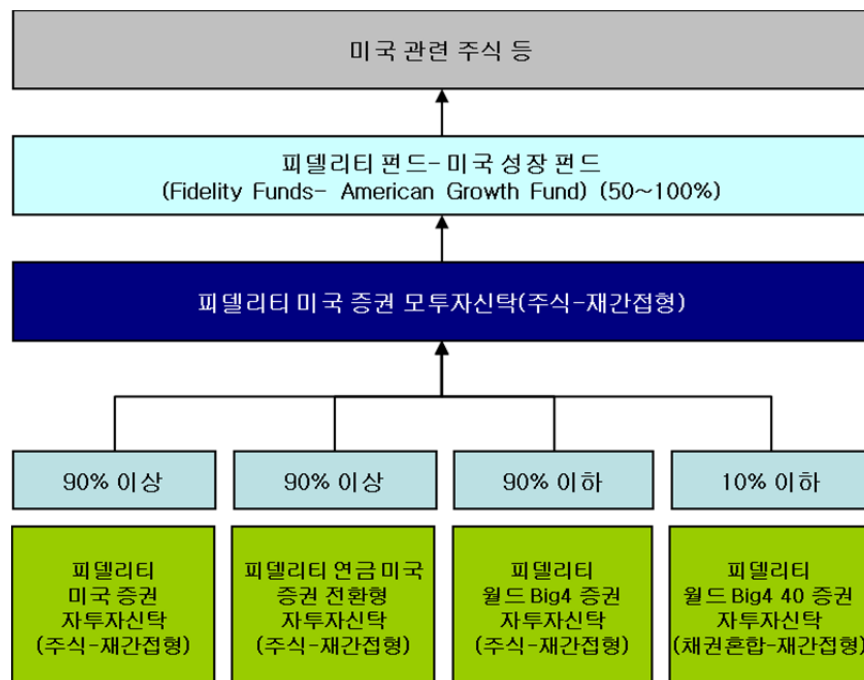 미국 관련 주식 등
피델리티 펀드- 미국 성장 펀드
(Fidelity Funds- American Growth Fund) (50~100%)
피델리티 미국 증권 모투자신탁(주식-재간접형)
90% 이상
90% 이상
90% 이하
10% 이하
피델리티
미국 증권
자투자신탁
(주식-재간접형)
피델리티 연금미국
증권 전환형
자투자신탁
(주식-재간접형)
피델리티
월드 Big4 증권
자투자신탁
(주식-재간접형)
피델리티
월드 Big4 40 증권
자투자신탁
(채권혼합-재간접형)